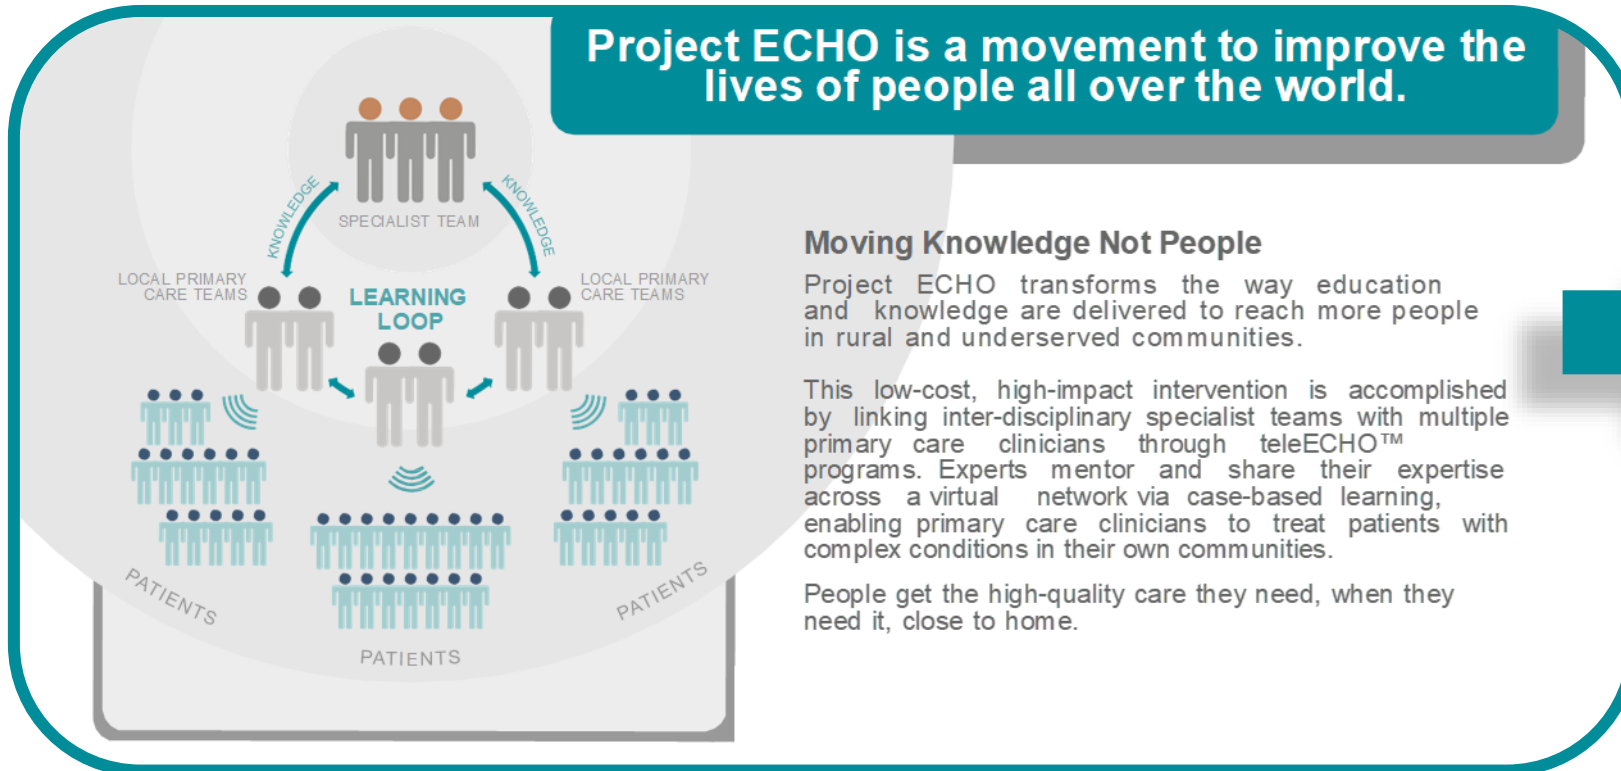 Project ECHO is a movement to improve the
lives of people all over the world.
KNOWLEDGE
KNOWLEDGE
SPECIALIST TEAM
LOCAL PRIMARY
CARE TEAMS
LEARNING
LOOP
LOCAL PRIMARY
CARE TEAMS
PATIENTS
PATIENTS
PATIENTS
Moving Knowledge Not People
Project ECHO transforms the way education
and knowledge are delivered to reach more people
in rural and underserved communities.
This low-cost, high-impact intervention is accomplished
by linking inter-disciplinary specialist teams with multiple
primary care clinicians through teleECHO™
programs. Experts mentor and share their expertise
across a virtual network via case-based learning,
enabling primary care clinicians to treat patients with
complex conditions in their own communities.
People get the high-quality care they need, when they
need it, close to home.